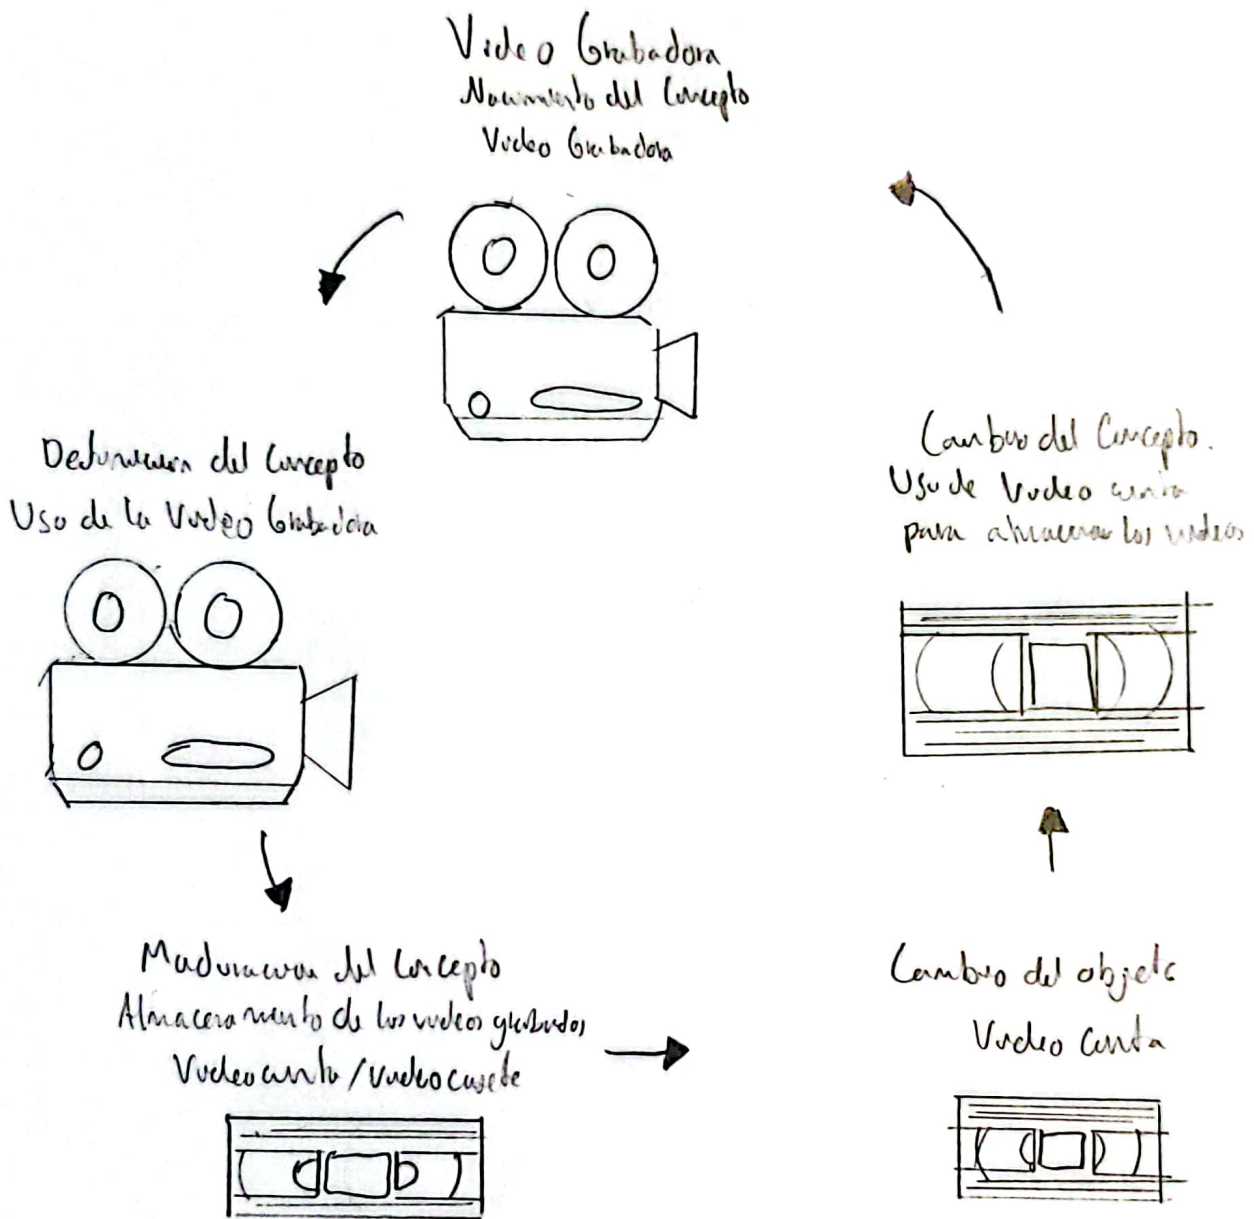 Video Grabadora
Nacimiento del Concepto
Video Grabadora
Definicion del Concepto
Uso de la Video Grabadora
Cambio del Concepto.
Uso de Video cinta
para almacenar los videos
Maduracion del Concepto
Almacenamiento de los videos grabados
Videocinta/videocasete
Cambio del objeto
Video cinta